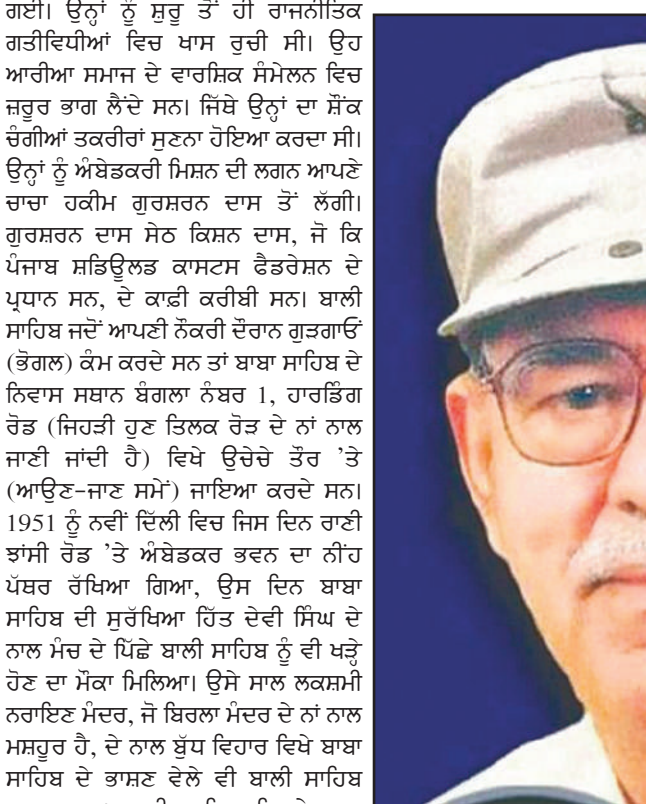 ਗਈ। ਉਨ੍ਹਾਂ ਨੂੰ ਸ਼ੁਰੂ ਤੋਂ ਹੀ ਰਾਜਨੀਤਿਕ
ਗਤੀਵਿਧੀਆਂ ਵਿਚ ਖਾਸ ਰੁਚੀ ਸੀ। ਉਹ
ਆਰੀਆ ਸਮਾਜ ਦੇ ਵਾਰਸ਼ਿਕ ਸੰਮੇਲਨ ਵਿਚ
ਜ਼ਰੂਰ ਭਾਗ ਲੈਂਦੇ ਸਨ। ਜਿੱਥੇ ਉਨ੍ਹਾਂ ਦਾ ਸ਼ੌਂਕ
ਚੰਗੀਆਂ ਤਕਰੀਰਾਂ ਸੁਣਨਾ ਹੋਇਆ ਕਰਦਾ ਸੀ।
ਉਨ੍ਹਾਂ ਨੂੰ ਅੰਬੇਡਕਰੀ ਮਿਸ਼ਨ ਦੀ ਲਗਨ ਆਪਣੇ
ਚਾਚਾ ਹਕੀਮ ਗੁਰਸ਼ਰਨ ਦਾਸ ਤੋਂ ਲੱਗੀ।
ਗੁਰਸ਼ਰਨ ਦਾਸ ਸੇਠ ਕਿਸ਼ਨ ਦਾਸ, ਜੋ ਕਿ
ਪੰਜਾਬ ਸ਼ਡਿਊਲਡ ਕਾਸਟਸ ਫੈਡਰੇਸ਼ਨ ਦੇ
ਪ੍ਰਧਾਨ ਸਨ, ਦੇ ਕਾਫ਼ੀ ਕਰੀਬੀ ਸਨ। ਬਾਲੀ
ਸਾਹਿਬ ਜਦੋਂ ਆਪਣੀ ਨੌਕਰੀ ਦੌਰਾਨ ਗੁੜਗਾਓਂ
(ਭੋਗਲ) ਕੰਮ ਕਰਦੇ ਸਨ ਤਾਂ ਬਾਬਾ ਸਾਹਿਬ ਦੇ
ਨਿਵਾਸ ਸਥਾਨ ਬੰਗਲਾ ਨੰਬਰ 1, ਹਾਰਡਿੰਗ
ਰੋਡ (ਜਿਹੜੀ ਹੁਣ ਤਿਲਕ ਰੋੜ ਦੇ ਨਾਂ ਨਾਲ
ਜਾਣੀ ਜਾਂਦੀ ਹੈ) ਵਿਖੇ ਉਚੇਚੇ ਤੌਰ 'ਤੇ
(ਆਉਣ-ਜਾਣ ਸਮੇਂ) ਜਾਇਆ ਕਰਦੇ ਸਨ।
1951 ਨੂੰ ਨਵੀਂ ਦਿੱਲੀ ਵਿਚ ਜਿਸ ਦਿਨ ਰਾਣੀ
ਝਾਂਸੀ ਰੋਡ 'ਤੇ ਅੰਬੇਡਕਰ ਭਵਨ ਦਾ ਨੀਂਹ
ਪੱਥਰ ਰੱਖਿਆ ਗਿਆ, ਉਸ ਦਿਨ ਬਾਬਾ
ਸਾਹਿਬ ਦੀ ਸੁਰੱਖਿਆ ਹਿੱਤ ਦੇਵੀ ਸਿੰਘ ਦੇ
ਨਾਲ ਮੰਚ ਦੇ ਪਿੱਛੇ ਬਾਲੀ ਸਾਹਿਬ ਨੂੰ ਵੀ ਖੜ੍ਹੇ
ਹੋਣ ਦਾ ਮੌਕਾ ਮਿਲਿਆ। ਉਸੇ ਸਾਲ ਲਕਸ਼ਮੀ
ਨਰਾਇਣ ਮੰਦਰ, ਜੋ ਬਿਰਲਾ ਮੰਦਰ ਦੇ ਨਾਂ ਨਾਲ
ਮਸ਼ਹੂਰ ਹੈ, ਦੇ ਨਾਲ ਬੁੱਧ ਵਿਹਾਰ ਵਿਖੇ ਬਾਬਾ
ਸਾਹਿਬ ਦੇ ਭਾਸ਼ਣ ਵੇਲੇ ਵੀ ਬਾਲੀ ਸਾਹਿਬ